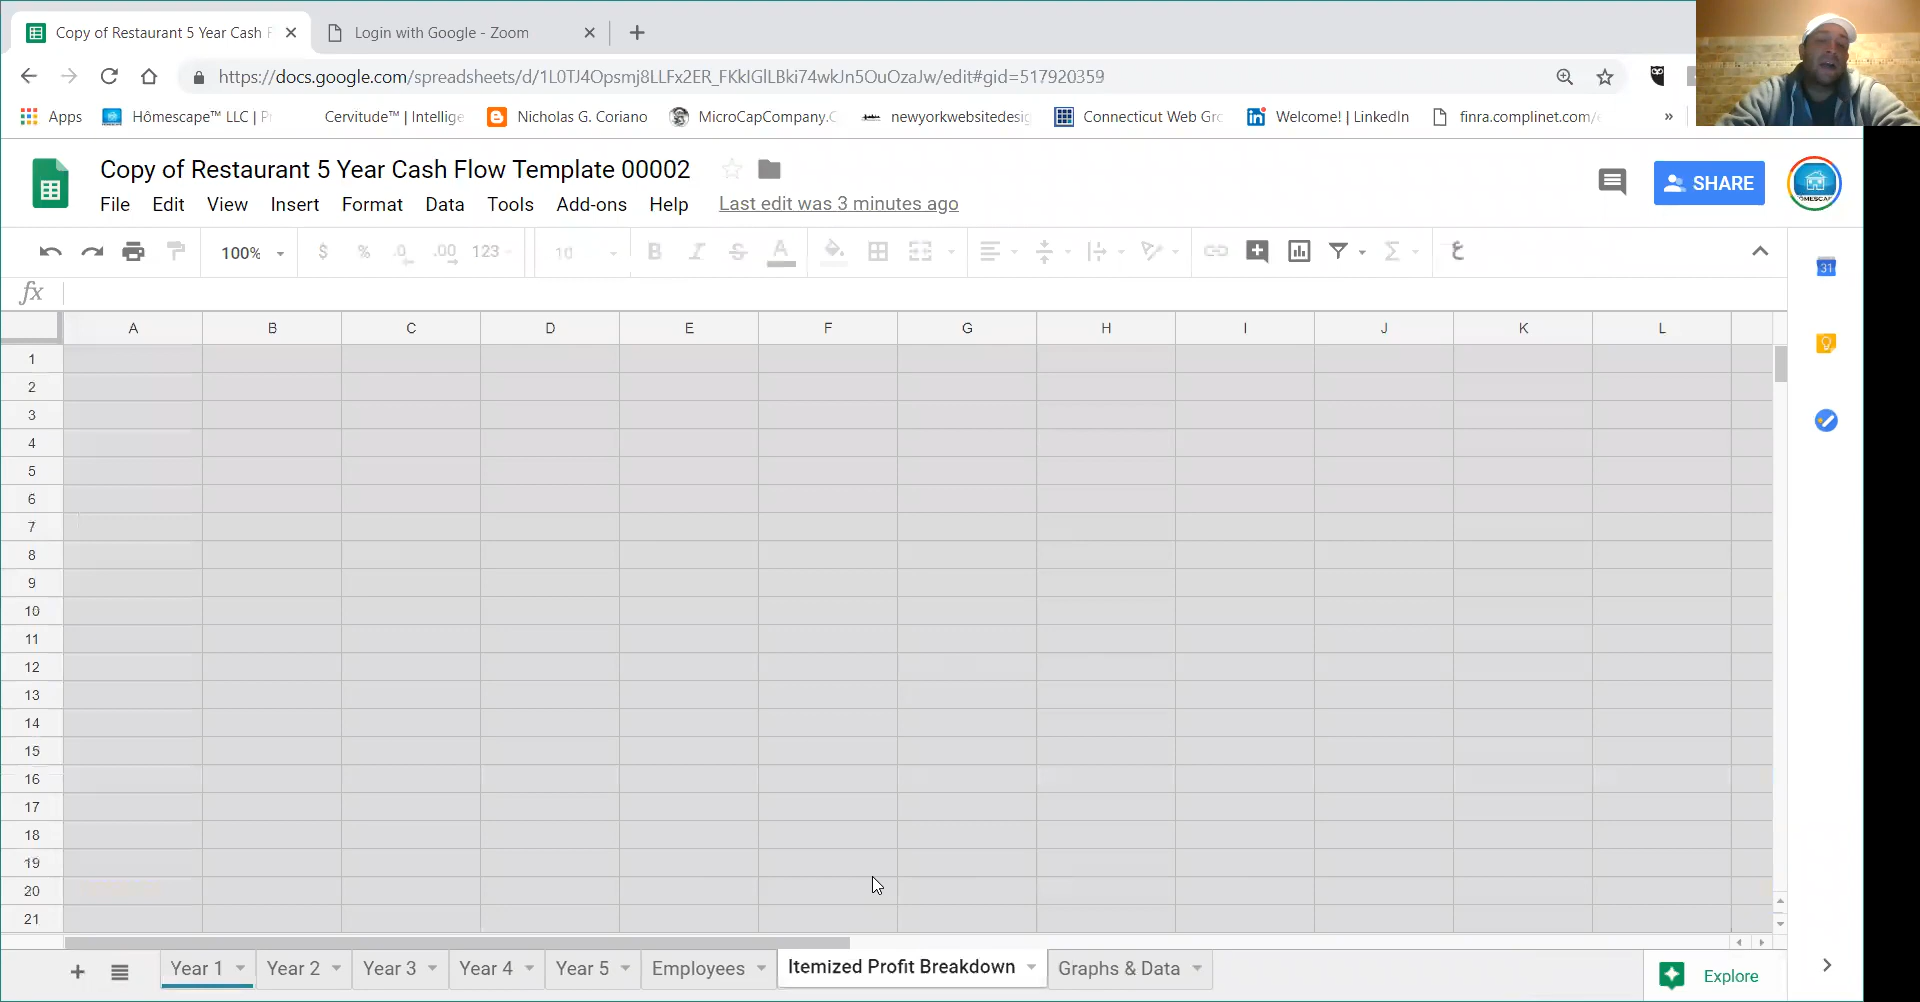 Copy of Restaurant 5 Year Cash F
Login with Google - Zoom
https://docs.google.com/spreadsheets/d/1L0TJ4Opsmj8LLFx2ER_FKkIGlLBki74wkJn5OuOzaJw/edit#gid=517920359
Apps
Hômescape™ LLC | P
Cervitude™ | Intellige
Nicholas G. Coriano
MicroCapCompany.C
newyorkwebsitedesig
Connecticut Web Gro
Welcome! | LinkedIn
finra.complinet.com/
»
Copy of Restaurant 5 Year Cash Flow Template 00002
SHARE
File Edit View Insert Format Data Tools Add-ons Help Last edit was 3 minutes ago
100% $ % .0 .00 123 10 B I S A Σ
31
fx
A B C D E F G H I J K L
1
2
3
4
5
6
7
8
9
10
11
12
13
14
15
16
17
18
19
20
21
Year 1 Year 2 Year 3 Year 4 Year 5 Employees Itemized Profit Breakdown Graphs & Data
Explore